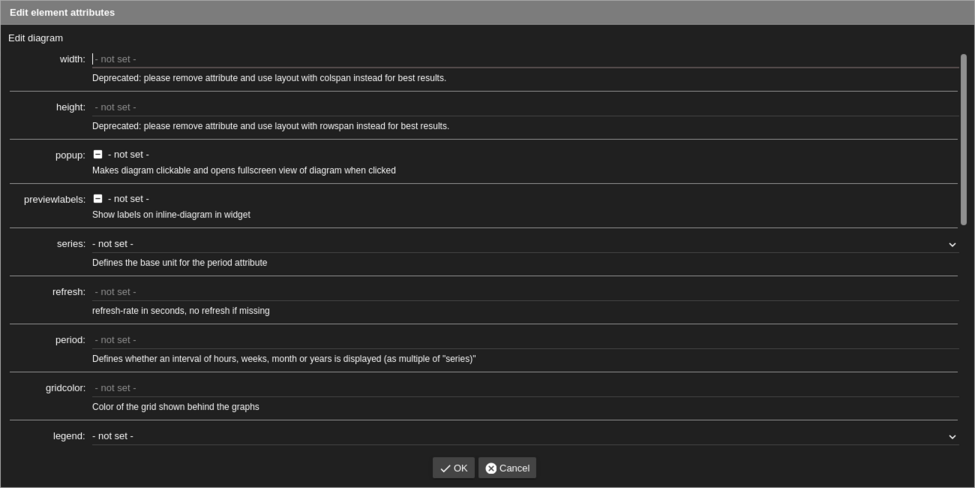 Edit element attributes
Edit diagram
width: - not set -
Deprecated: please remove attribute and use layout with colspan instead for best results.
height: - not set -
Deprecated: please remove attribute and use layout with rowspan instead for best results.
popup: - not set -
Makes diagram clickable and opens fullscreen view of diagram when clicked
previewlabels: - not set -
Show labels on inline-diagram in widget
series: - not set -
Defines the base unit for the period attribute
refresh: - not set -
refresh-rate in seconds, no refresh if missing
period: - not set -
Defines whether an interval of hours, weeks, month or years is displayed (as multiple of "series)"
gridcolor: - not set -
Color of the grid shown behind the graphs
legend: - not set -
OK Cancel